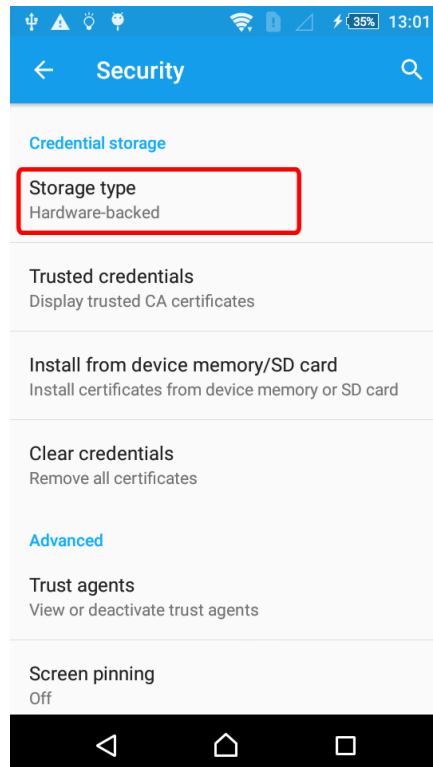 35% 13:01
Security
Credential storage
Storage type
Hardware-backed
Trusted credentials
Display trusted CA certificates
Install from device memory/SD card
Install certificates from device memory or SD card
Clear credentials
Remove all certificates
Advanced
Trust agents
View or deactivate trust agents
Screen pinning
Off